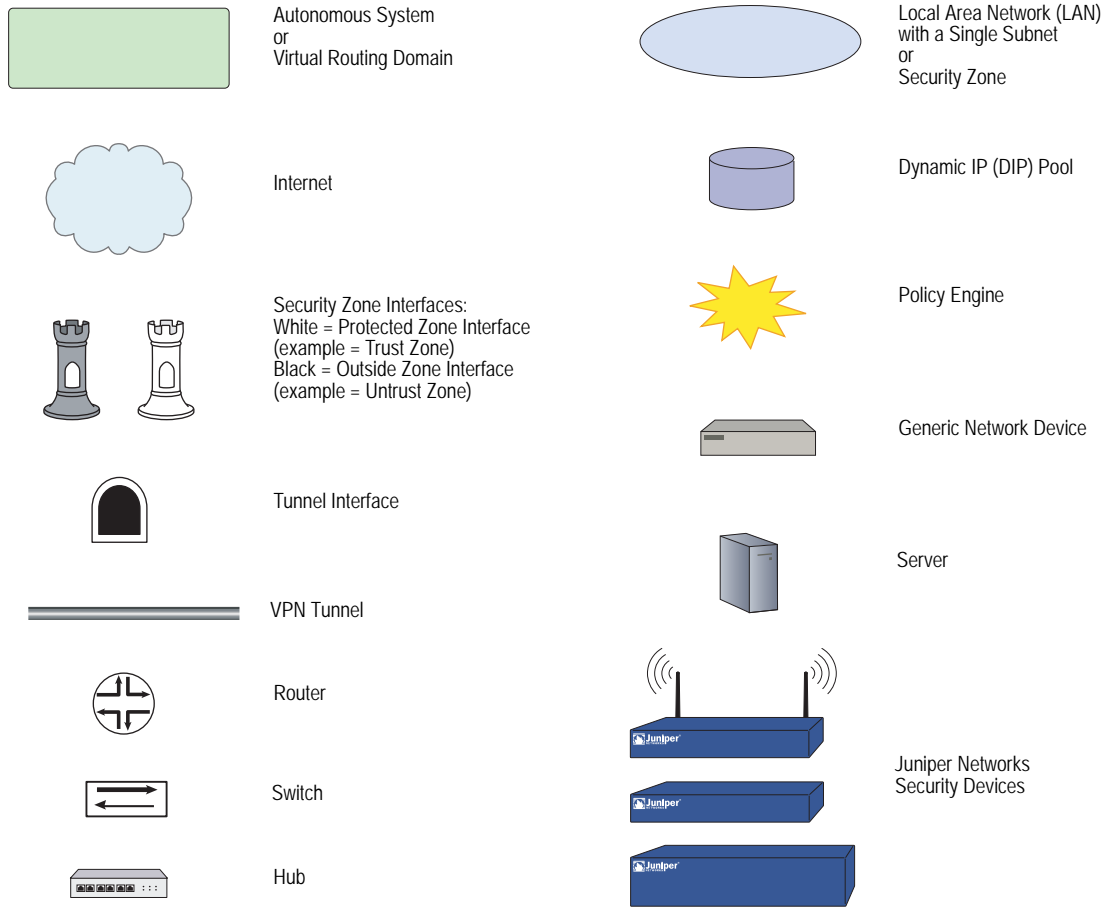 Autonomous System
or
Virtual Routing Domain
Internet
Security Zone Interfaces:
White = Protected Zone Interface
(example = Trust Zone)
Black = Outside Zone Interface
(example = Untrust Zone)
Tunnel Interface
VPN Tunnel
Router
Switch
Hub
Local Area Network (LAN)
with a Single Subnet
or
Security Zone
Dynamic IP (DIP) Pool
Policy Engine
Generic Network Device
Server
Juniper
NETWORKS
Juniper
NETWORKS
Juniper
NETWORKS
Juniper Networks
Security Devices